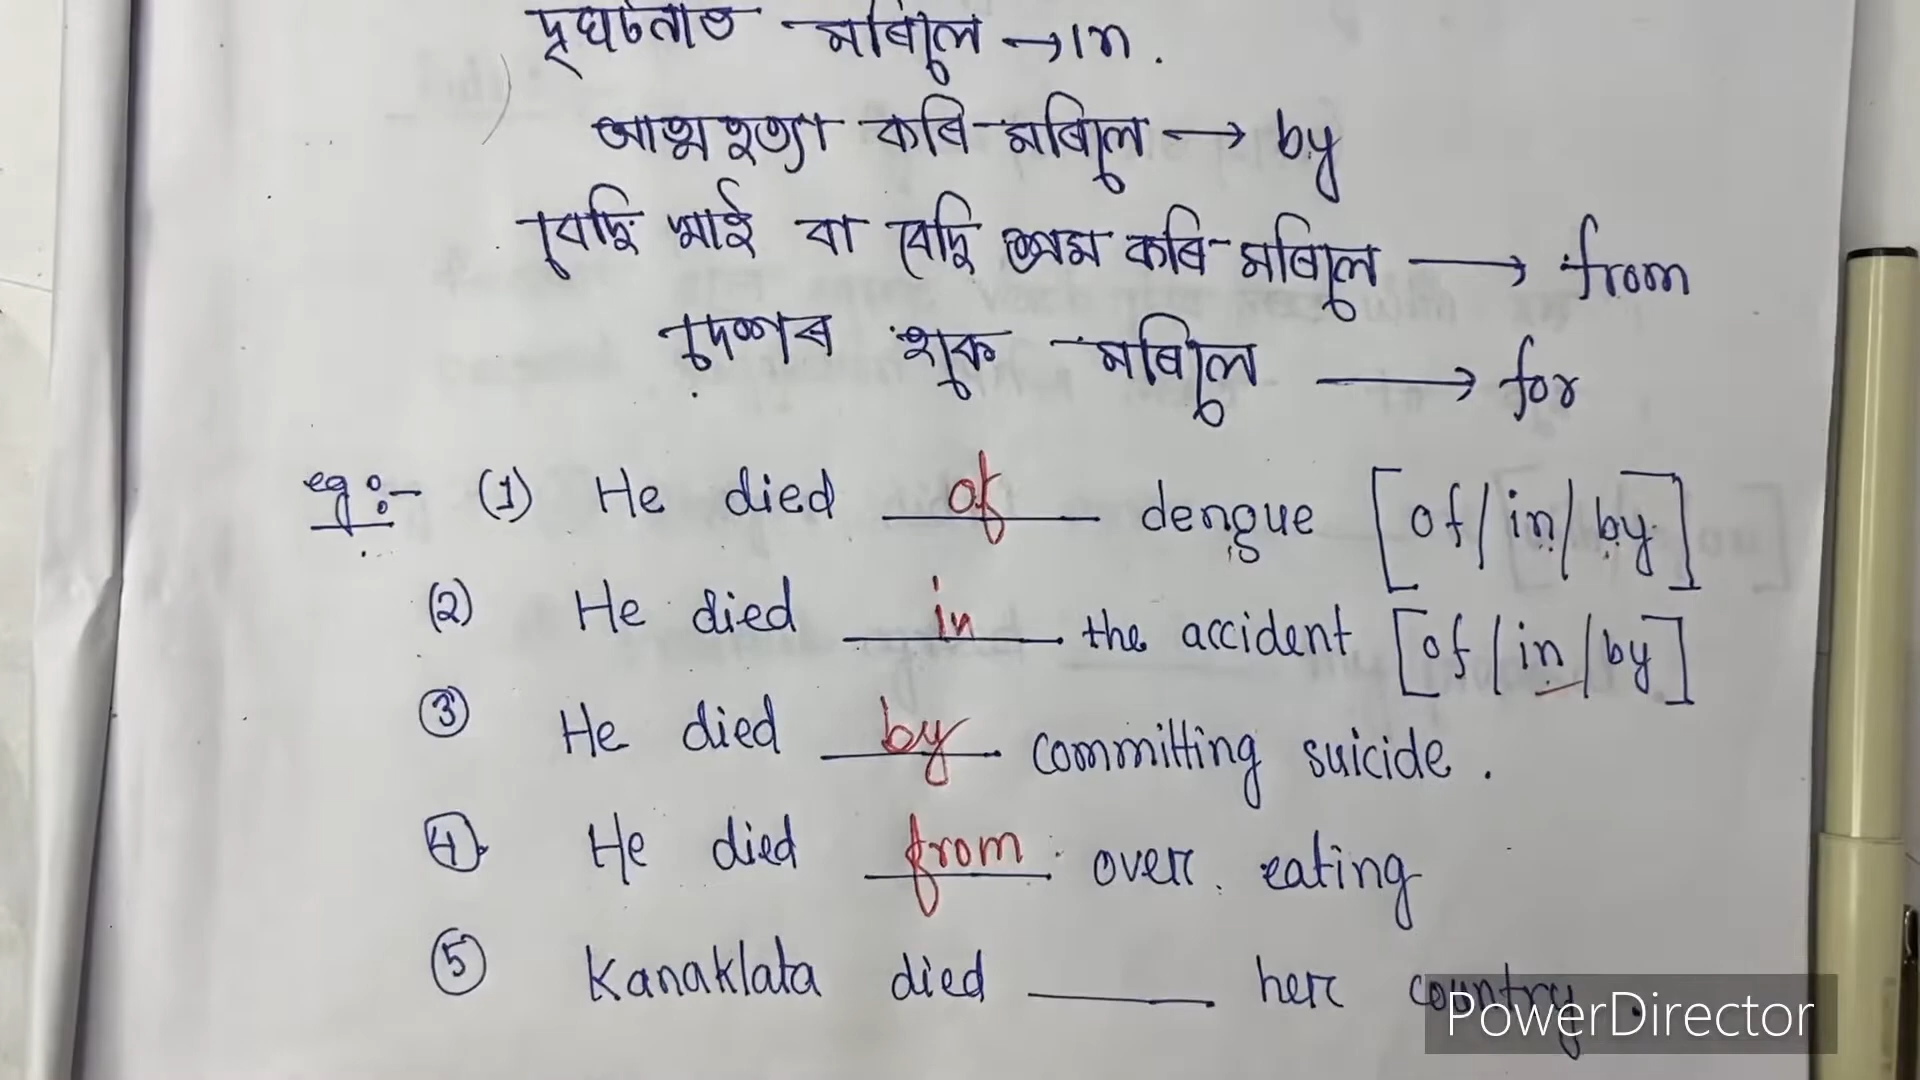 দুৰ্ঘটনাত মৰিলে → in.
আত্মহত্যা কৰি মৰিলে → by
বেছি খাই বা বেছি শ্ৰম কৰি মৰিলে → from
দেশৰ হকে মৰিলে → for
eg:- (1) He died of dengue [of/in/by]
(2) He died in the accident [of/in/by]
(3) He died by committing suicide.
(4) He died from over eating
(5) Kanaklata died ____ her country.
PowerDirector